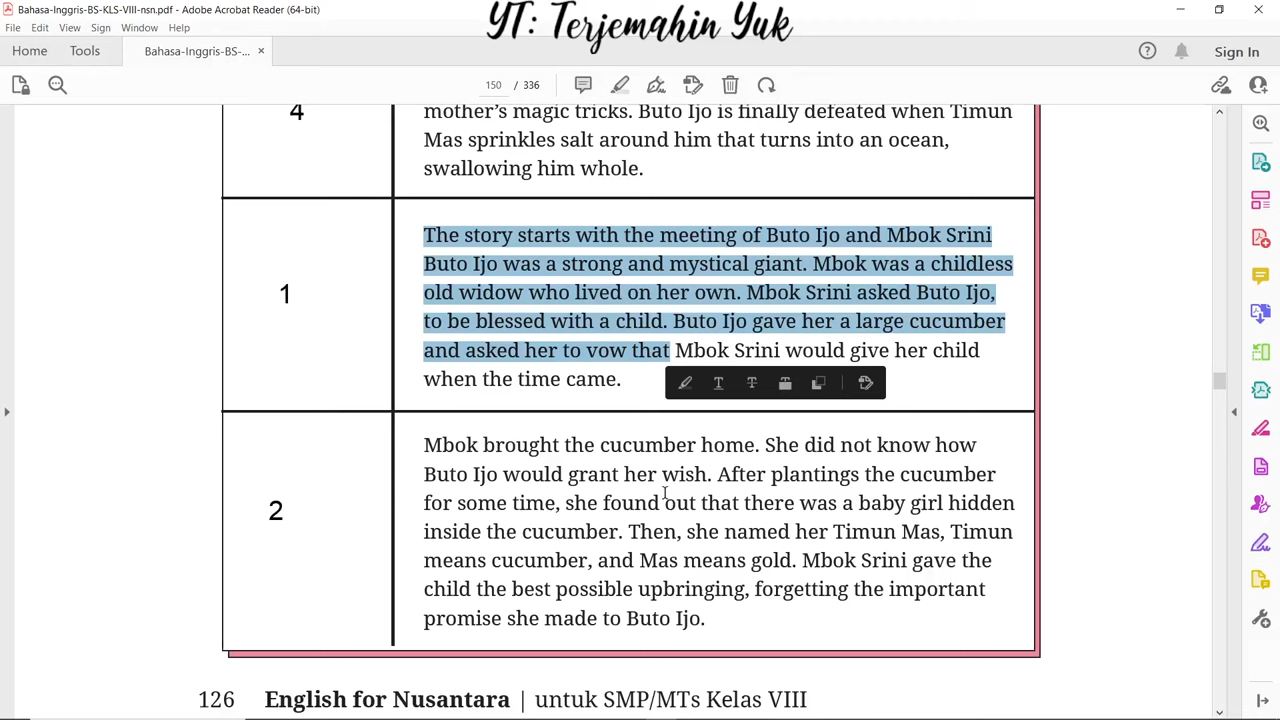 Bahasa-Inggris-BS-KLS-VIII-nsn.pdf - Adobe Acrobat Reader (64-bit)
YT: Terjemahin Yuk
File Edit View Sign Window Help
Home Tools Bahasa-Inggris-BS-... × Sign In
150 / 336
4
mother’s magic tricks. Buto Ijo is finally defeated when Timun
Mas sprinkles salt around him that turns into an ocean,
swallowing him whole.
1
The story starts with the meeting of Buto Ijo and Mbok Srini
Buto Ijo was a strong and mystical giant. Mbok was a childless
old widow who lived on her own. Mbok Srini asked Buto Ijo,
to be blessed with a child. Buto Ijo gave her a large cucumber
and asked her to vow that Mbok Srini would give her child
when the time came.
2
Mbok brought the cucumber home. She did not know how
Buto Ijo would grant her wish. After plantings the cucumber
for some time, she found out that there was a baby girl hidden
inside the cucumber. Then, she named her Timun Mas, Timun
means cucumber, and Mas means gold. Mbok Srini gave the
child the best possible upbringing, forgetting the important
promise she made to Buto Ijo.
126 English for Nusantara | untuk SMP/MTs Kelas VIII